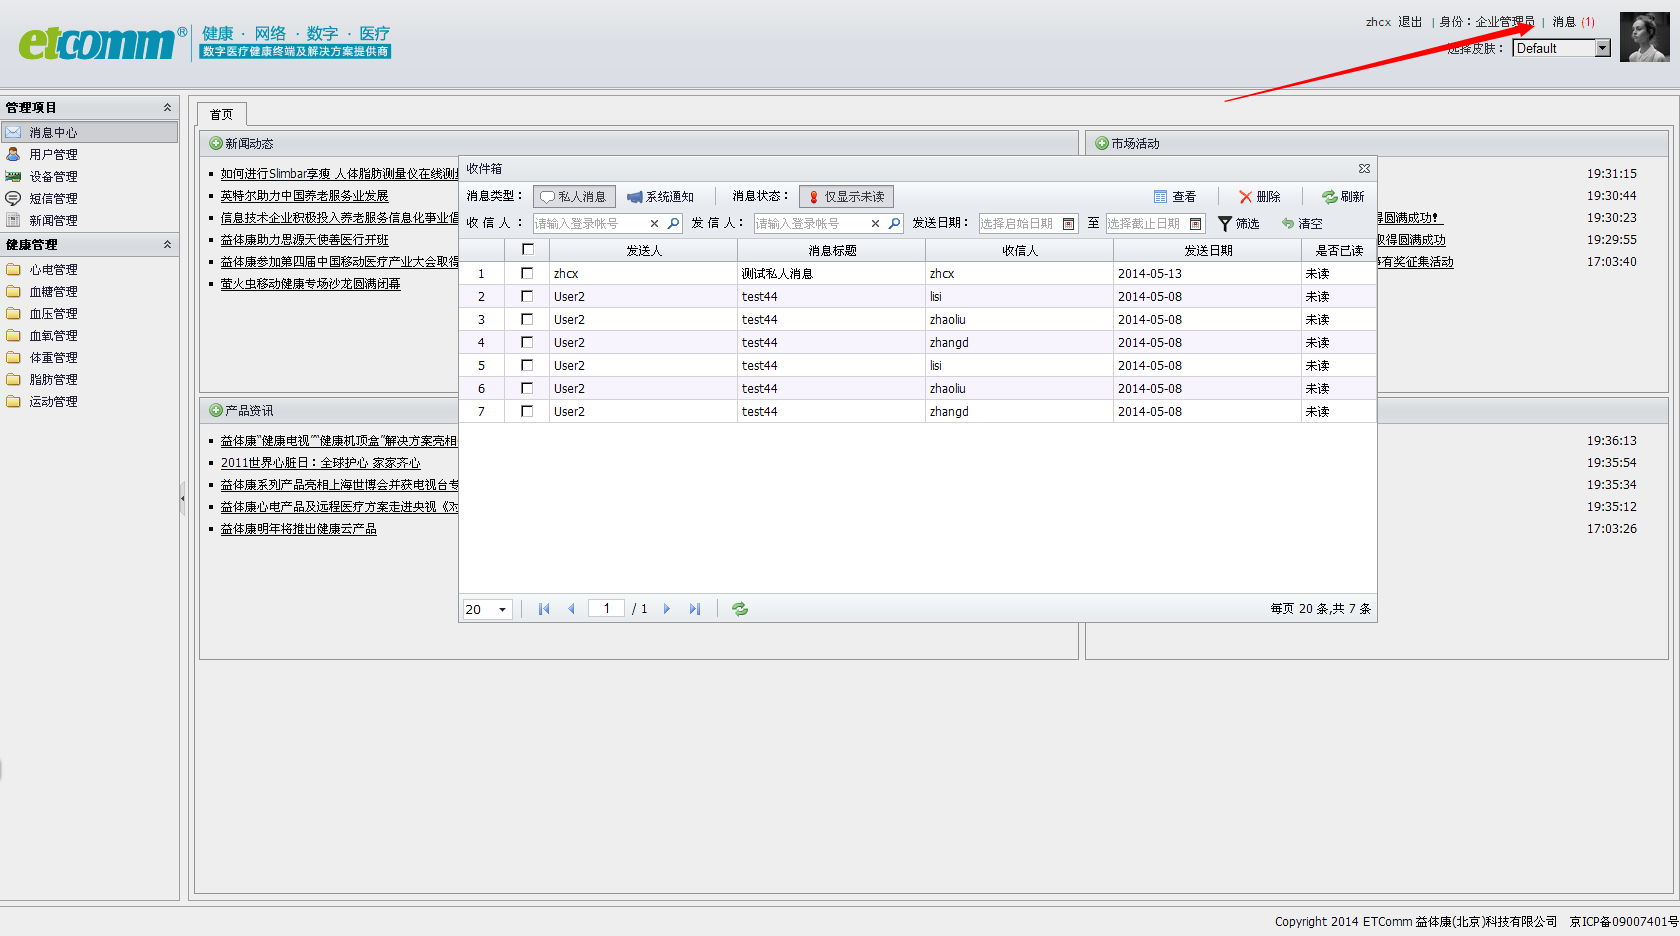 etcomm®
健康 · 网络 · 数字 · 医疗
数字医疗健康终端及解决方案提供商
zhcx 退出 | 身份：企业管理员 | 消息 (1)
选择皮肤： Default
管理项目
消息中心
用户管理
设备管理
短信管理
新闻管理
健康管理
心电管理
血糖管理
血压管理
血氧管理
体重管理
脂肪管理
运动管理
首页
新闻动态
如何进行Slimbar享瘦 人体脂肪测量仪在线测
英特尔助力中国养老服务业发展
信息技术企业积极投入养老服务信息化事业倡
益体康助力思源天使善医行开班
益体康参加第四届中国移动医疗产业大会取得
萤火虫移动健康专场沙龙圆满闭幕
市场活动
19:31:15
19:30:44
得圆满成功！ 19:30:23
取得圆满成功 19:29:55
事有奖征集活动 17:03:40
产品资讯
益体康“健康电视”“健康机顶盒”解决方案亮相
2011世界心脏日：全球护心 家家齐心
益体康系列产品亮相上海世博会并获电视台专
益体康心电产品及远程医疗方案走进央视《对
益体康明年将推出健康云产品
19:36:13
19:35:54
19:35:34
19:35:12
17:03:26
收件箱
消息类型： 私人消息 系统通知 消息状态： 仅显示未读 查看 删除 刷新
收 信 人 ： 请输入登录帐号 发 信 人： 请输入登录帐号 发送日期： 选择启始日期 至 选择截止日期 筛选 清空
发送人 消息标题 收信人 发送日期 是否已读
1 zhcx 测试私人消息 zhcx 2014-05-13 未读
2 User2 test44 lisi 2014-05-08 未读
3 User2 test44 zhaoliu 2014-05-08 未读
4 User2 test44 zhangd 2014-05-08 未读
5 User2 test44 lisi 2014-05-08 未读
6 User2 test44 zhaoliu 2014-05-08 未读
7 User2 test44 zhangd 2014-05-08 未读
20 1 / 1 每页 20 条,共 7 条
Copyright 2014 ETComm 益体康(北京)科技有限公司 京ICP备09007401号